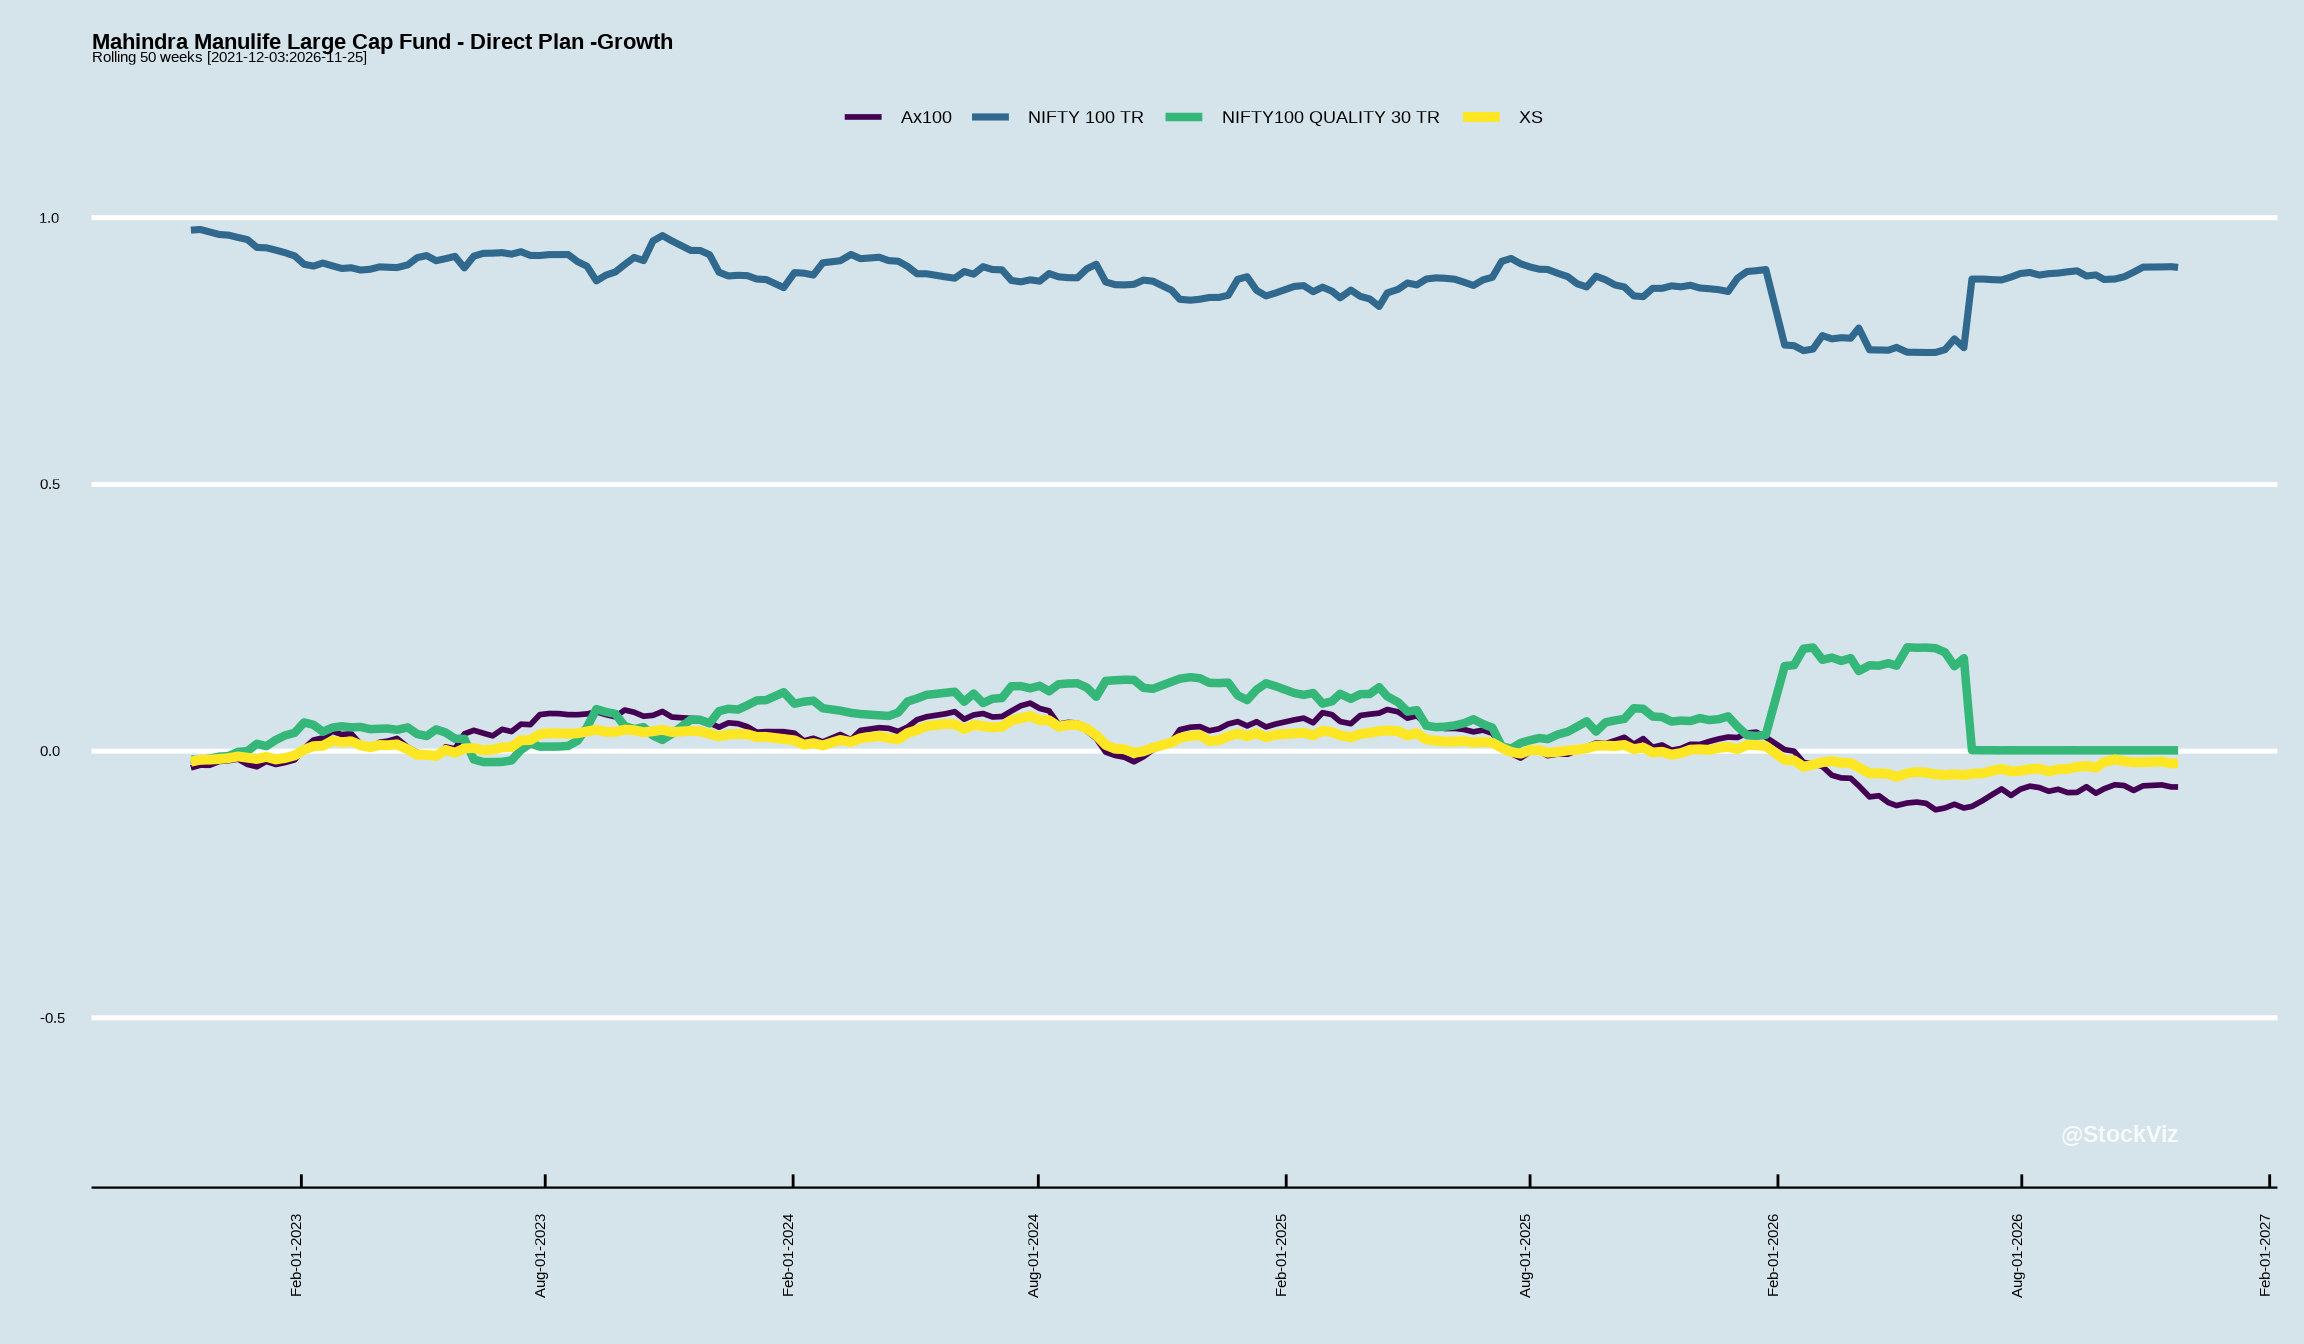 Mahindra Manulife Large Cap Fund - Direct Plan -Growth
Rolling 50 weeks [2021-12-03:2026-11-25]
Ax100 NIFTY 100 TR NIFTY100 QUALITY 30 TR XS
1.0
0.5
0.0
-0.5
@StockViz
Feb-01-2023 Aug-01-2023 Feb-01-2024 Aug-01-2024 Feb-01-2025 Aug-01-2025 Feb-01-2026 Aug-01-2026 Feb-01-2027